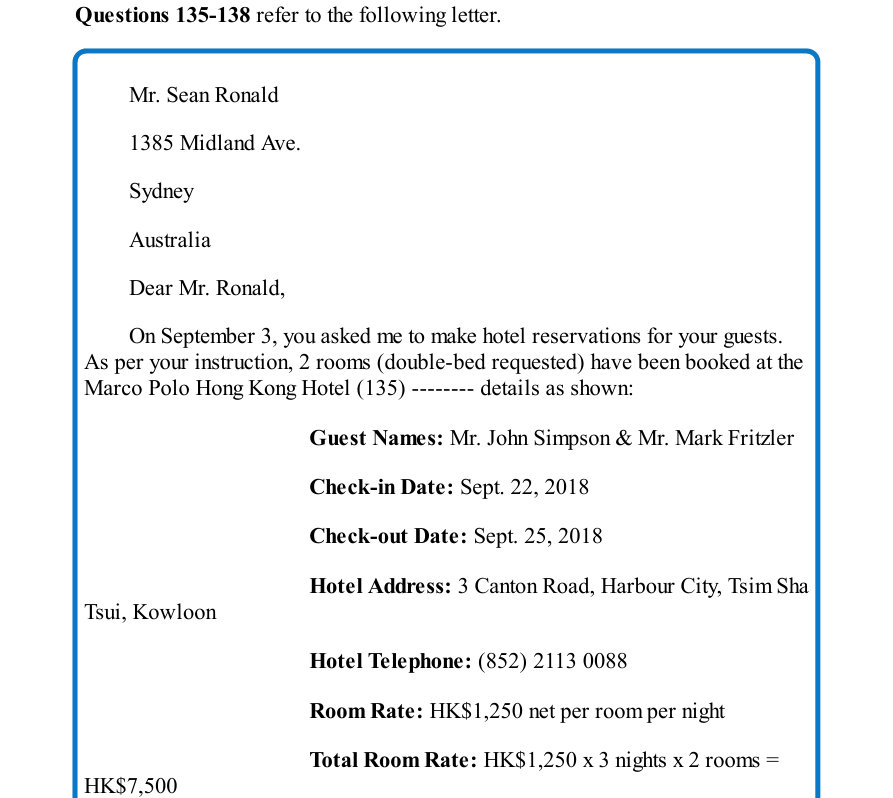 Questions 135-138 refer to the following letter.
Mr. Sean Ronald
1385 Midland Ave.
Sydney
Australia
Dear Mr. Ronald,
On September 3, you asked me to make hotel reservations for your guests.
As per your instruction, 2 rooms (double-bed requested) have been booked at the
Marco Polo Hong Kong Hotel (135) -------- details as shown:
Guest Names: Mr. John Simpson & Mr. Mark Fritzler
Check-in Date: Sept. 22, 2018
Check-out Date: Sept. 25, 2018
Hotel Address: 3 Canton Road, Harbour City, Tsim Sha
Tsui, Kowloon
Hotel Telephone: (852) 2113 0088
Room Rate: HK$1,250 net per room per night
Total Room Rate: HK$1,250 x 3 nights x 2 rooms =
HK$7,500